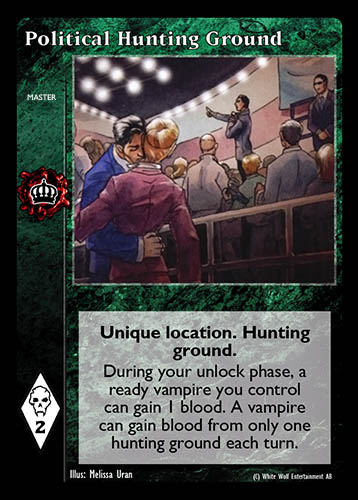 Political Hunting Ground
MASTER
Unique location. Hunting
ground.
During your unlock phase, a
ready vampire you control
can gain 1 blood. A vampire
can gain blood from only one
hunting ground each turn.
2
Illus: Melissa Uran
(C) White Wolf Entertainment AB